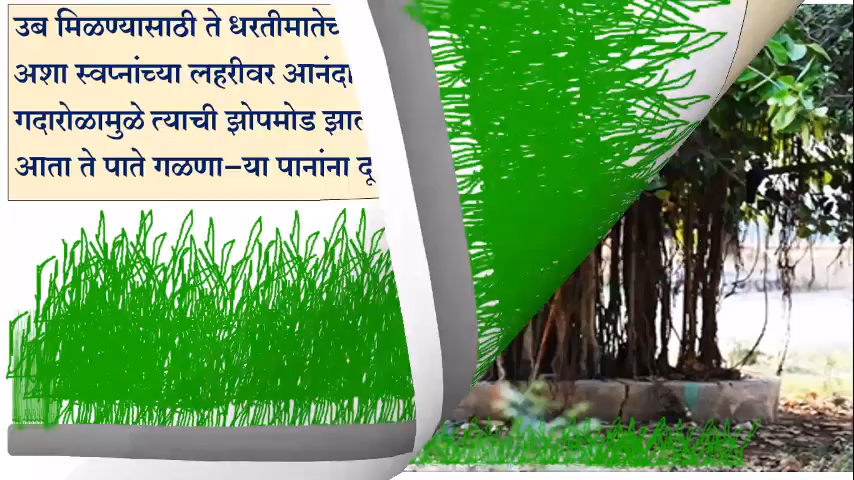 उब मिळण्यासाठी ते धरतीमातेच
अशा स्वप्नांच्या लहरीवर आनंदा
गदारोळामुळे त्याची झोपमोड झाल
आता ते पाते गळणा–या पानांना दू